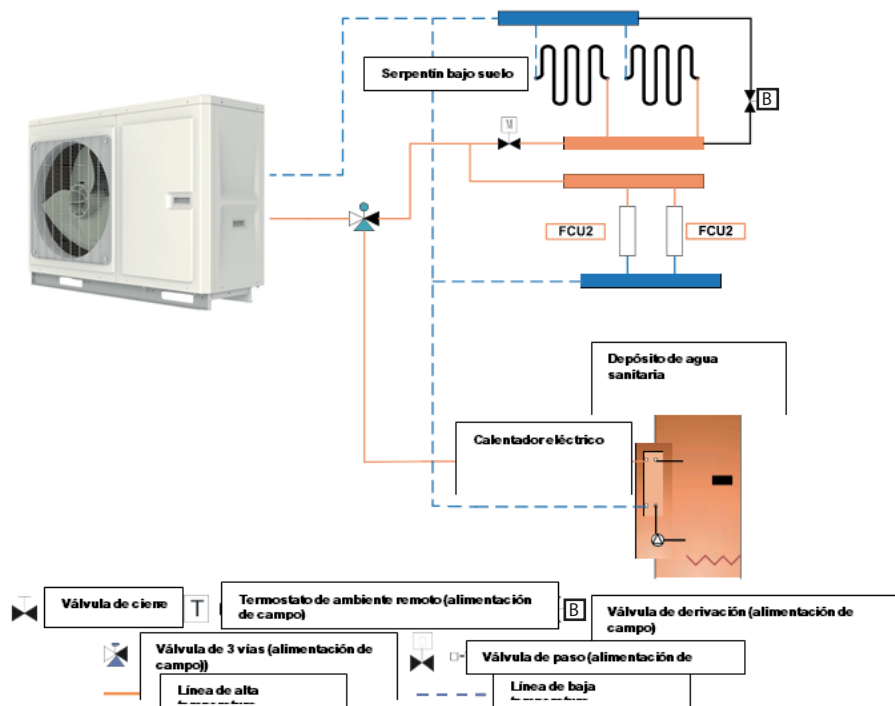 B
Serpentín bajo suelo
M
FCU2
FCU2
Depósito de agua
sanitaria
Calentador eléctrico
Válvula de cierre
T
Termostato de ambiente remoto (alimentación
de campo)
B
Válvula de derivación (alimentación de
campo)
Válvula de 3 vías (alimentación de
campo))
Válvula de paso (alimentación de
Línea de alta
Línea de baja